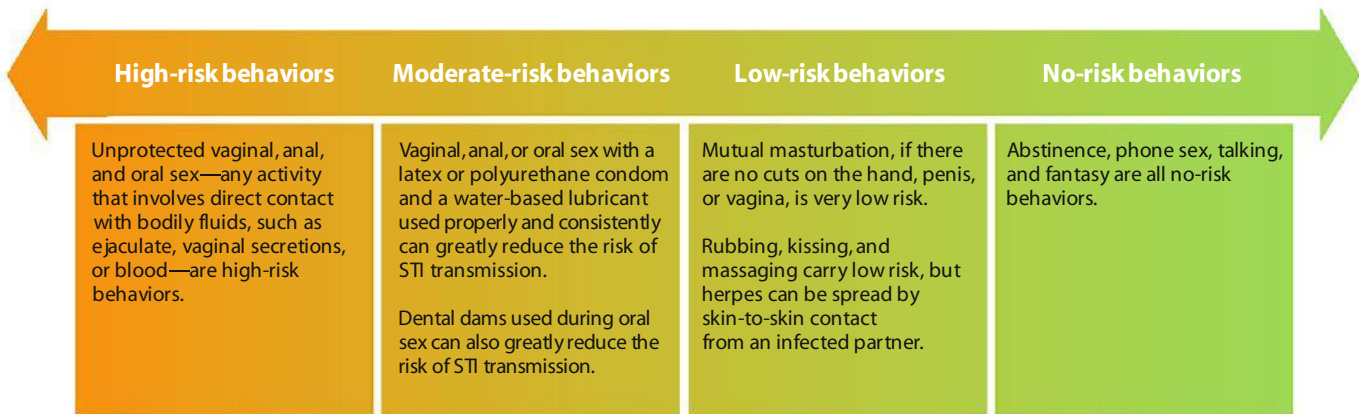 High-risk behaviors
Moderate-risk behaviors
Low-risk behaviors
No-risk behaviors
Unprotected vaginal, anal,
and oral sex—any activity
that involves direct contact
with bodily fluids, such as
ejaculate, vaginal secretions,
or blood—are high-risk
behaviors.
Vaginal, anal, or oral sex with a
latex or polyurethane condom
and a water-based lubricant
used properly and consistently
can greatly reduce the risk of
STI transmission.
Dental dams used during oral
sex can also greatly reduce the
risk of STI transmission.
Mutual masturbation, if there
are no cuts on the hand, penis,
or vagina, is very low risk.
Rubbing, kissing, and
massaging carry low risk, but
herpes can be spread by
skin-to-skin contact
from an infected partner.
Abstinence, phone sex, talking,
and fantasy are all no-risk
behaviors.